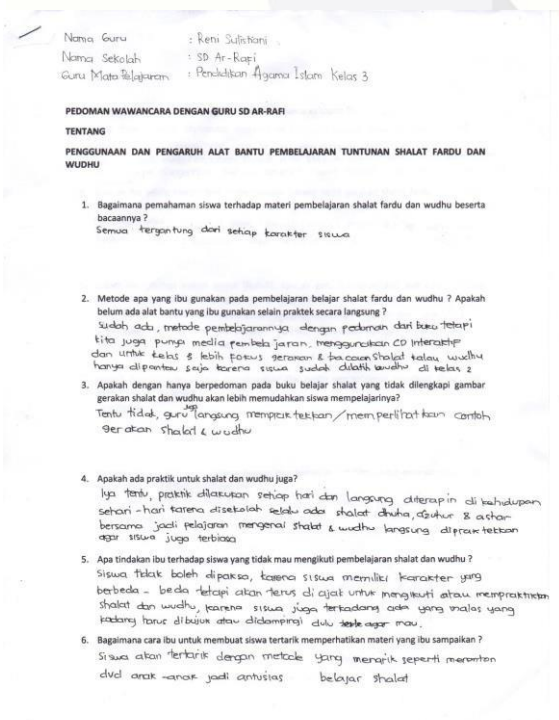 Nama Guru : Reni Sulistiani
Nama Sekolah : SD Ar-Rafi
Guru Mata Pelajaran : Pendidikan Agama Islam Kelas 3
PEDOMAN WAWANCARA DENGAN GURU SD AR-RAFI
TENTANG
PENGGUNAAN DAN PENGARUH ALAT BANTU PEMBELAJARAN TUNTUNAN SHALAT FARDU DAN
WUDHU
1. Bagaimana pemahaman siswa terhadap materi pembelajaran shalat fardu dan wudhu beserta
bacaannya ?
Semua tergantung dari setiap karakter siswa
2. Metode apa yang ibu gunakan pada pembelajaran belajar shalat fardu dan wudhu ? Apakah
belum ada alat bantu yang ibu gunakan selain praktek secara langsung ?
Sudah ada, metode pembelajarannya dengan pedoman dari buku tetapi
kita juga punya media pembelajaran, menggunakan CD Interaktif
dan untuk kelas 3 lebih fokus gerakan & bacaan shalat kalau wudhu
hanya dipantau saja karena siswa sudah dilatih wudhu di kelas 2
3. Apakah dengan hanya berpedoman pada buku belajar shalat yang tidak dilengkapi gambar
gerakan shalat dan wudhu akan lebih memudahkan siswa mempelajarinya?
Tentu tidak, guru juga langsung mempraktekkan/memperlihatkan contoh
gerakan shalat & wudhu
4. Apakah ada praktik untuk shalat dan wudhu juga?
Iya tentu, praktik dilakukan setiap hari dan langsung diterapin di kehidupan
sehari-hari karena disekolah selalu ada shalat dhuha, dzuhur & ashar
bersama jadi pelajaran mengenai shalat & wudhu langsung dipraktekkan
agar siswa juga terbiasa
5. Apa tindakan ibu terhadap siswa yang tidak mau mengikuti pembelajaran shalat dan wudhu ?
Siswa tidak boleh dipaksa, karena siswa memiliki karakter yang
berbeda-beda tetapi akan terus di ajak untuk mengikuti atau mempraktikkan
shalat dan wudhu, karena siswa juga terkadang ada yang malas yang
kadang harus dibujuk atau didampingi dulu agar mau.
6. Bagaimana cara ibu untuk membuat siswa tertarik memperhatikan materi yang ibu sampaikan ?
Siswa akan tertarik dengan metode yang menarik seperti menonton
dvd anak-anak jadi antusias belajar shalat